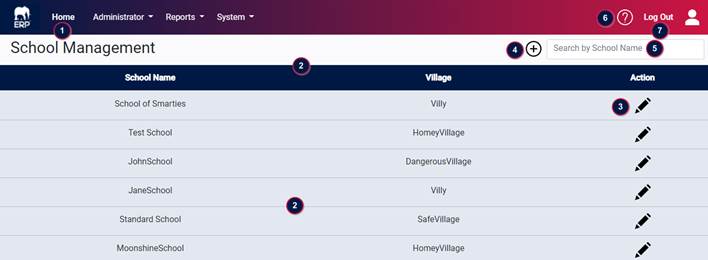 Home Administrator Reports System 6 ? Log Out
ERP
1 7
School Management 4 Search by School Name 5
2
School Name Village Action
School of Smarties Villy 3
Test School HomeyVillage
JohnSchool DangerousVillage
JaneSchool Villy
2
Standard School SafeVillage
MoonshineSchool HomeyVillage